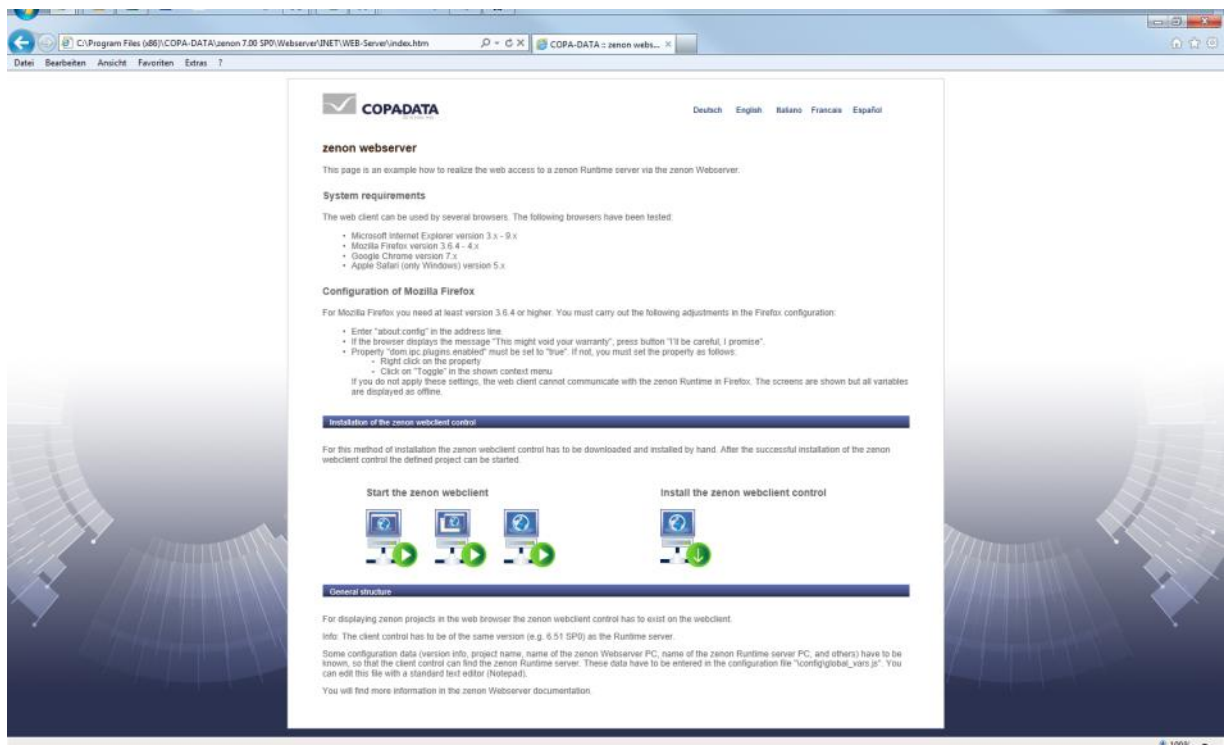 C:\Program Files (x86)\COPA-DATA\zenon 7.00 SP0\Webserver\INET\WEB-Server\index.htm
COPA-DATA :: zenon webs...
Datei Bearbeiten Ansicht Favoriten Extras ?
COPADATA
Deutsch English Italiano Francais Español
zenon webserver
This page is an example how to realize the web access to a zenon Runtime server via the zenon Webserver.
System requirements
The web client can be used by several browsers. The following browsers have been tested:
• Microsoft Internet Explorer version 3.x - 9.x
• Mozilla Firefox version 3.6.4 - 4.x
• Google Chrome version 7.x
• Apple Safari (only Windows) version 5.x
Configuration of Mozilla Firefox
For Mozilla Firefox you need at least version 3.6.4 or higher. You must carry out the following adjustments in the Firefox configuration:
• Enter "about:config" in the address line.
• If the browser displays the message "This might void your warranty", press button "I'll be careful, I promise".
• Property "dom.ipc.plugins.enabled" must be set to "true". If not, you must set the property as follows:
◦ Right click on the property
◦ Click on "Toggle" in the shown context menu
If you do not apply these settings, the web client cannot communicate with the zenon Runtime in Firefox. The screens are shown but all variables
are displayed as offline.
Installation of the zenon webclient control
For this method of installation the zenon webclient control has to be downloaded and installed by hand. After the successful installation of the zenon
webclient control the defined project can be started.
Start the zenon webclient
Install the zenon webclient control
General structure
For displaying zenon projects in the web browser the zenon webclient control has to exist on the webclient.
Info: The client control has to be of the same version (e.g. 6.51 SP0) as the Runtime server.
Some configuration data (version info, project name, name of the zenon Webserver PC, name of the zenon Runtime server PC, and others) have to be
known, so that the client control can find the zenon Runtime server. These data have to be entered in the configuration file "\config\global_vars.js". You
can edit this file with a standard text editor (Notepad).
You will find more information in the zenon Webserver documentation.
100%